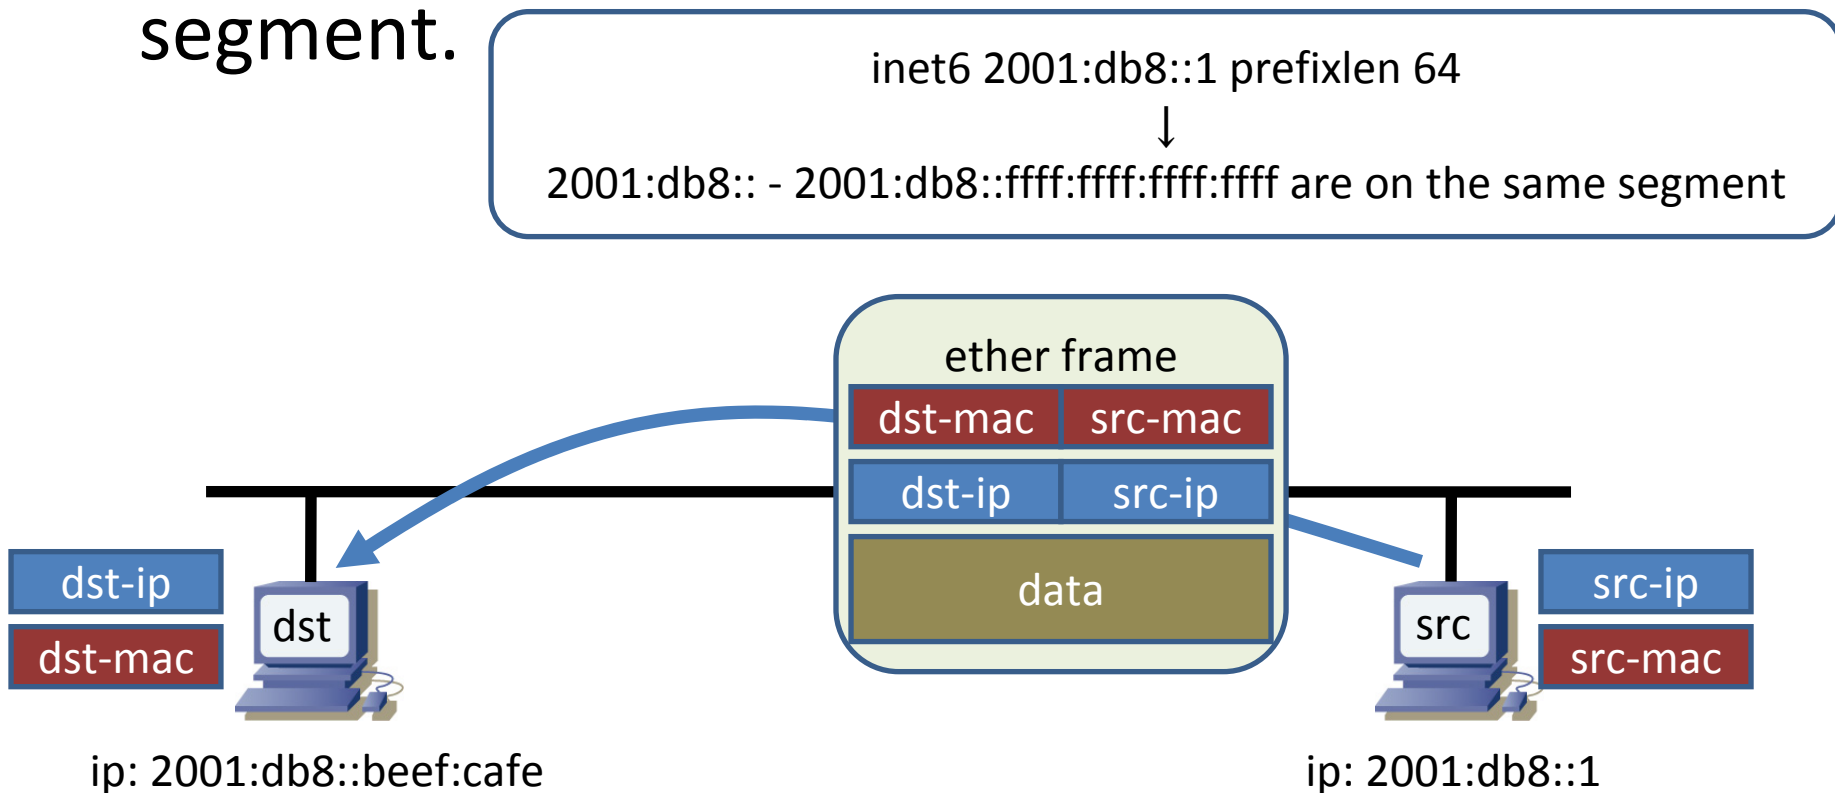 segment.
inet6 2001:db8::1 prefixlen 64
↓
2001:db8:: - 2001:db8::ffff:ffff:ffff:ffff are on the same segment
ether frame
dst-mac src-mac
dst-ip src-ip
data
dst-ip
dst-mac
dst
src
src-ip
src-mac
ip: 2001:db8::beef:cafe
ip: 2001:db8::1